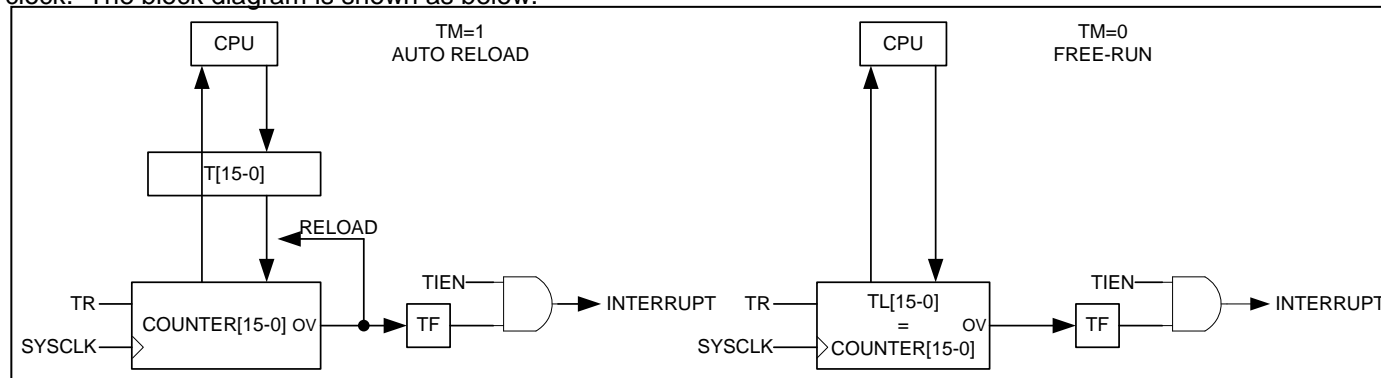 clock. The block diagram is shown as below.
CPU
TM=1
AUTO RELOAD
T[15-0]
RELOAD
TR
SYSCLK
COUNTER[15-0] OV
TF
TIEN
INTERRUPT
CPU
TM=0
FREE-RUN
TR
SYSCLK
TL[15-0]
=
COUNTER[15-0]
OV
TF
TIEN
INTERRUPT